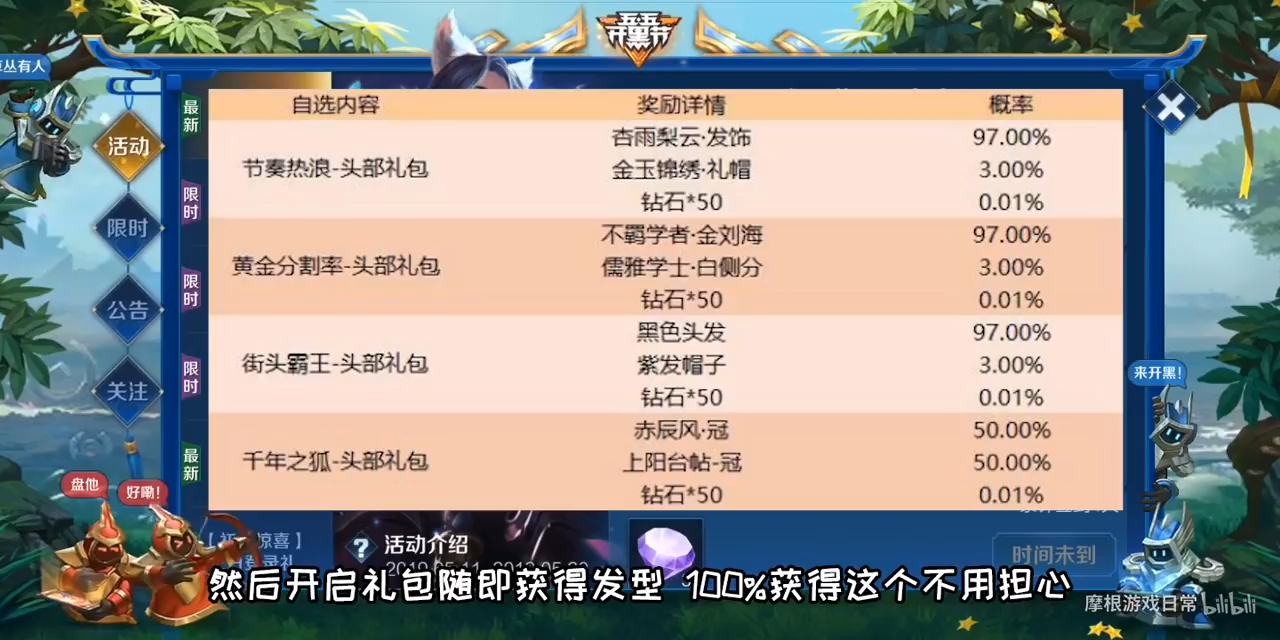 五五
开黑节
草丛有人
活动
限时
公告
关注
最新
限时
限时
限时
最新
自选内容 奖励详情 概率
节奏热浪-头部礼包
杏雨梨云·发饰 97.00%
金玉锦绣·礼帽 3.00%
钻石*50 0.01%
黄金分割率-头部礼包
不羁学者·金刘海 97.00%
儒雅学士·白侧分 3.00%
钻石*50 0.01%
街头霸王-头部礼包
黑色头发 97.00%
紫发帽子 3.00%
钻石*50 0.01%
千年之狐-头部礼包
赤辰风·冠 50.00%
上阳台帖-冠 50.00%
钻石*50 0.01%
来开黑!
盘他
好嘞!
?
活动介绍
时间未到
然后开启礼包随即获得发型 100%获得这个不用担心
摩根游戏日常 bilibili